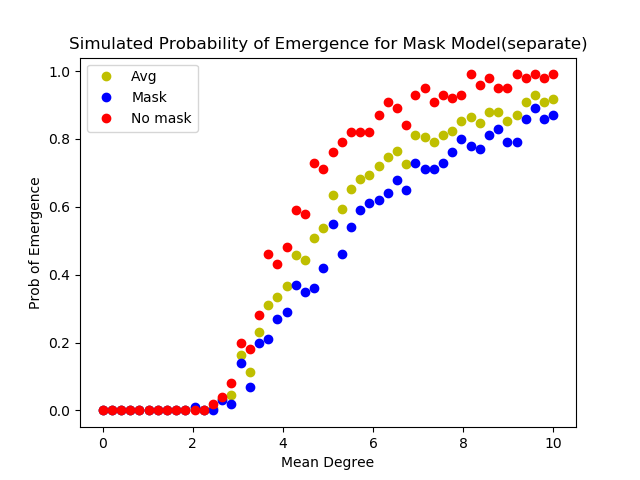 Simulated Probability of Emergence for Mask Model(separate)
Avg
Mask
No mask
1.0
0.8
0.6
0.4
0.2
0.0
Prob of Emergence
0 2 4 6 8 10
Mean Degree